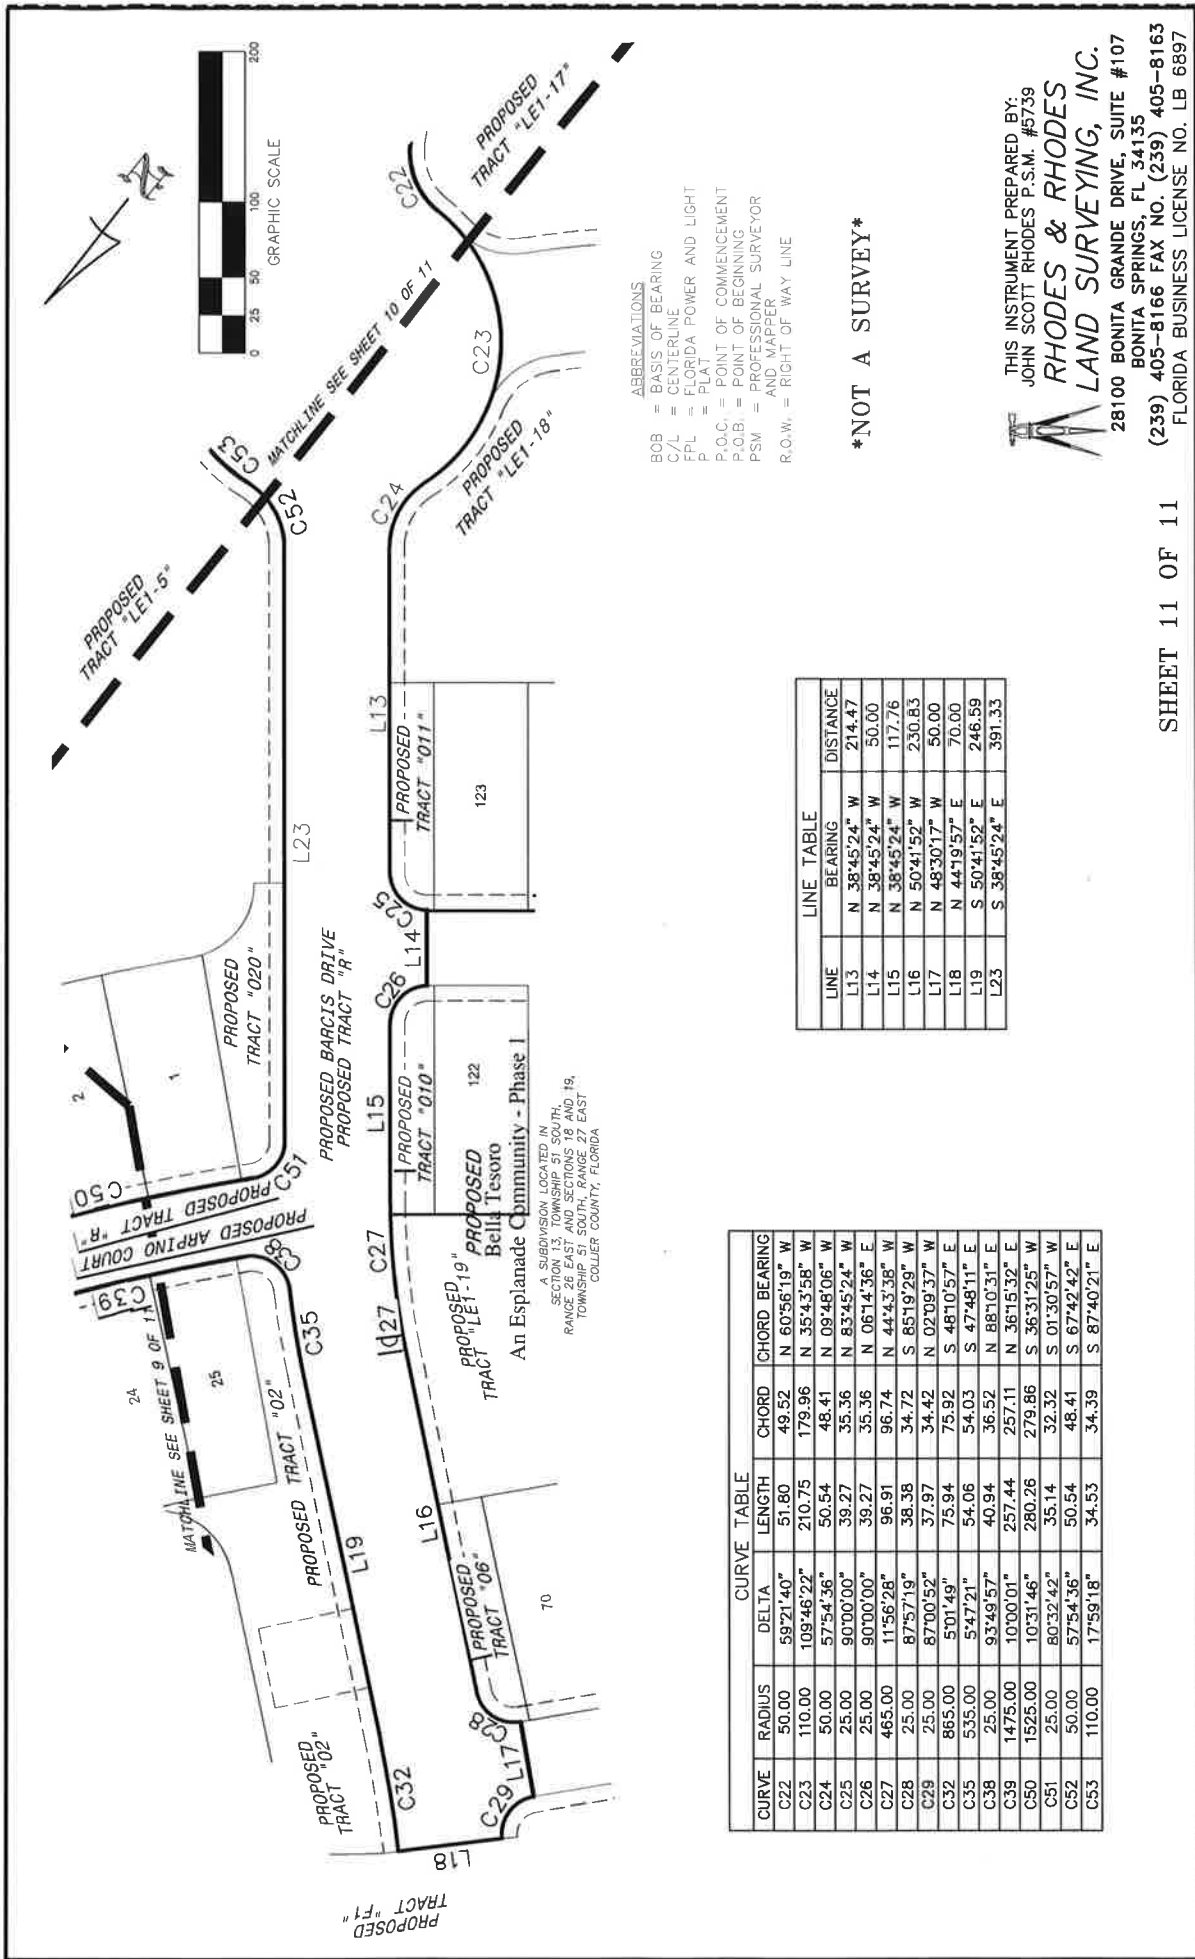 0 25 50 100 200
GRAPHIC SCALE
N
PROPOSED
TRACT "LE1-17"
C22
MATCHLINE SEE SHEET 10 OF 11
C23
C53
C52
C24
PROPOSED
TRACT "LE1-18"
PROPOSED
TRACT "LE1-5"
L13
L23
PROPOSED
TRACT "011"
123
C25
L14
C26
PROPOSED BARCIS DRIVE
PROPOSED TRACT "R"
PROPOSED
TRACT "020"
1
2
C50
C51
PROPOSED TRACT "R"
PROPOSED ARPINO COURT
C39
C38
L15
PROPOSED
TRACT "010"
122
PROPOSED
Bella Tesoro
An Esplanade Community - Phase 1
A SUBDIVISION LOCATED IN
SECTION 13, TOWNSHIP 51 SOUTH,
RANGE 26 EAST AND SECTIONS 18 AND 19,
TOWNSHIP 51 SOUTH, RANGE 27 EAST
COLLIER COUNTY, FLORIDA
C27
C27
PROPOSED
TRACT "LE1-19"
C35
24
25
MATCHLINE SEE SHEET 9 OF 11
PROPOSED TRACT "02"
L19
L16
PROPOSED
TRACT "06"
70
C28
L17
C29
C32
L18
PROPOSED
TRACT "02"
PROPOSED
TRACT "F1"
ABBREVIATIONS
BOB = BASIS OF BEARING
C/L = CENTERLINE
FPL = FLORIDA POWER AND LIGHT
P = PLAT
P.O.C. = POINT OF COMMENCEMENT
P.O.B. = POINT OF BEGINNING
PSM = PROFESSIONAL SURVEYOR
AND MAPPER
R.O.W. = RIGHT OF WAY LINE
*NOT A SURVEY*
LINE TABLE
LINE BEARING DISTANCE
L13 N 38°45'24" W 214.47
L14 N 38°45'24" W 50.00
L15 N 38°45'24" W 117.76
L16 N 50°41'52" W 230.83
L17 N 48°30'17" W 50.00
L18 N 44°19'57" E 70.00
L19 S 50°41'52" E 246.59
L23 S 38°45'24" E 391.33
CURVE TABLE
CURVE RADIUS DELTA LENGTH CHORD CHORD BEARING
C22 50.00 59°21'40" 51.80 49.52 N 60°56'19" W
C23 110.00 109°46'22" 210.75 179.96 N 35°43'58" W
C24 50.00 57°54'36" 50.54 48.41 N 09°48'06" W
C25 25.00 90°00'00" 39.27 35.36 N 83°45'24" W
C26 25.00 90°00'00" 39.27 35.36 N 06°14'36" E
C27 465.00 11°56'28" 96.91 96.74 N 44°43'38" W
C28 25.00 87°57'19" 38.38 34.72 S 85°19'29" W
C29 25.00 87°00'52" 37.97 34.42 N 02°09'37" W
C32 865.00 5°01'49" 75.94 75.92 S 48°10'57" E
C35 535.00 5°47'21" 54.06 54.03 S 47°48'11" E
C38 25.00 93°49'57" 40.94 36.52 N 88°10'31" E
C39 1475.00 10°00'01" 257.44 257.11 N 36°15'32" E
C50 1525.00 10°31'46" 280.26 279.86 S 36°31'25" W
C51 25.00 80°32'42" 35.14 32.32 S 01°30'57" W
C52 50.00 57°54'36" 50.54 48.41 S 67°42'42" E
C53 110.00 17°59'18" 34.53 34.39 S 87°40'21" E
THIS INSTRUMENT PREPARED BY:
JOHN SCOTT RHODES P.S.M. #5739
RHODES & RHODES
LAND SURVEYING, INC.
28100 BONITA GRANDE DRIVE, SUITE #107
BONITA SPRINGS, FL 34135
(239) 405-8166 FAX NO. (239) 405-8163
FLORIDA BUSINESS LICENSE NO. LB 6897
SHEET 11 OF 11